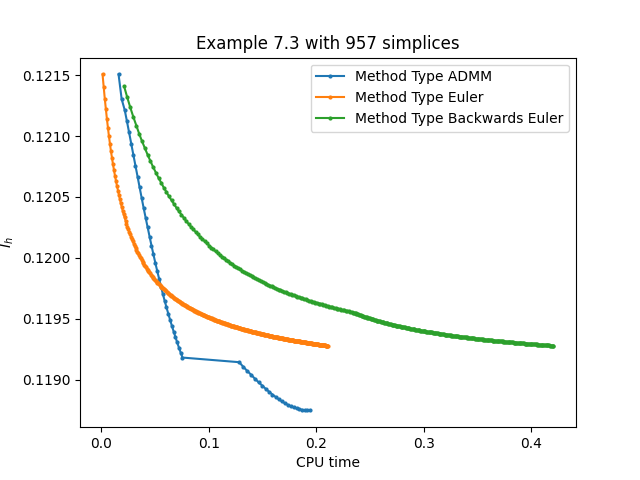 Example 7.3 with 957 simplices
Method Type ADMM
Method Type Euler
Method Type Backwards Euler
0.1215
0.1210
0.1205
0.1200
0.1195
0.1190
I_h
0.0 0.1 0.2 0.3 0.4
CPU time